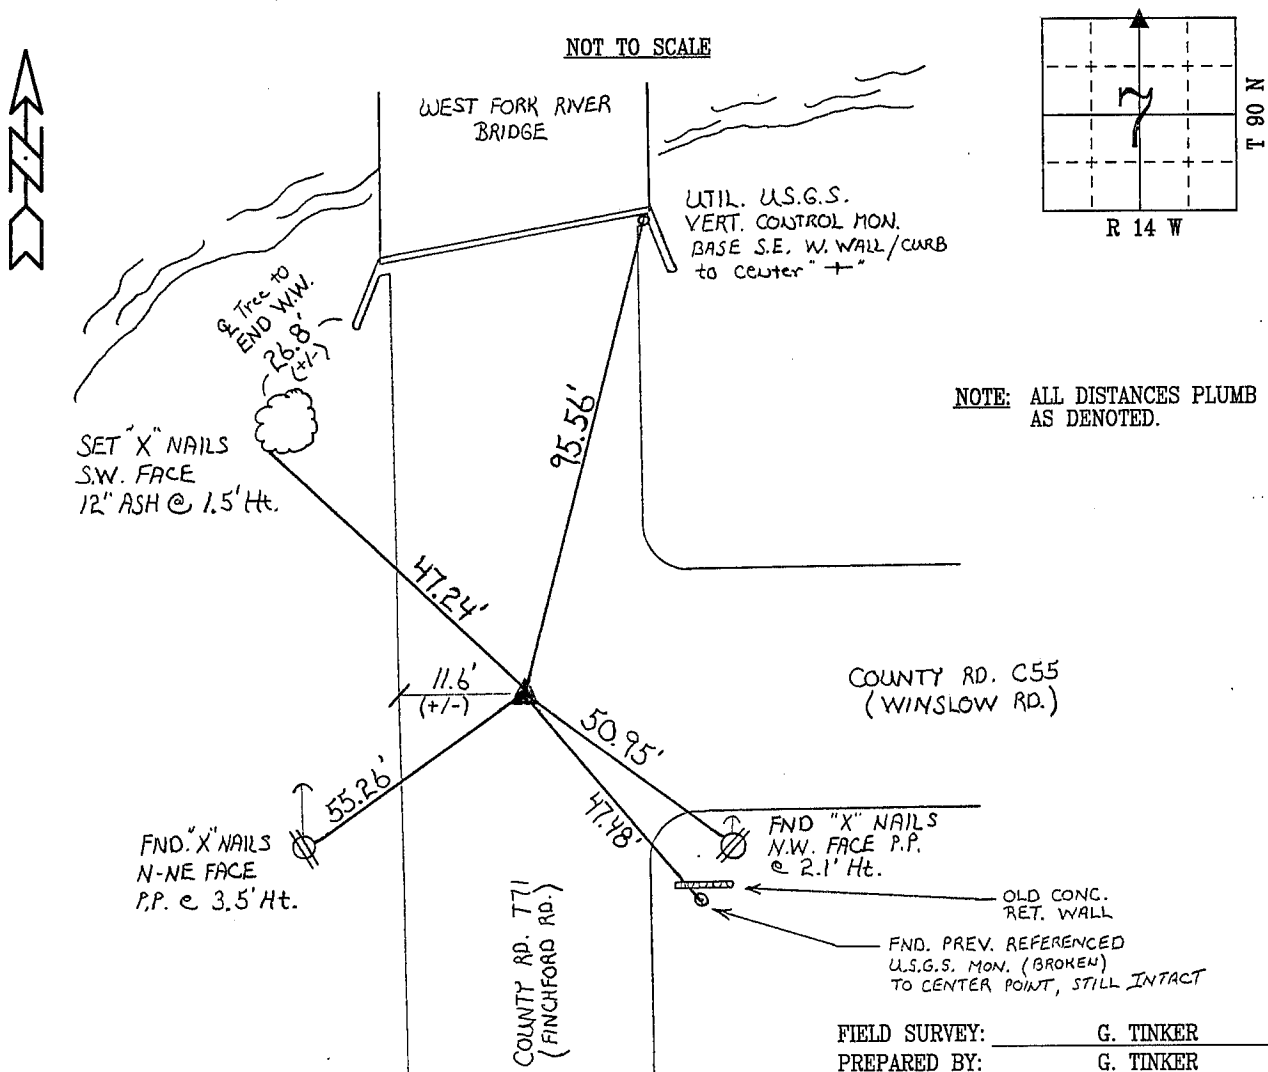 NOT TO SCALE
N
WEST FORK RIVER
BRIDGE
7
T 90 N
R 14 W
UTIL. U.S.G.S.
VERT. CONTROL MON.
BASE S.E. W. WALL/CURB
to center "+"
℄ Tree to
END W.W.
26.8'
(+/-)
NOTE: ALL DISTANCES PLUMB
AS DENOTED.
SET "X" NAILS
S.W. FACE
12" ASH @ 1.5' Ht.
95.56'
47.24'
11.6'
(+/-)
COUNTY RD. C55
(WINSLOW RD.)
50.95'
55.26'
47.48'
FND. "X" NAILS
N-NE FACE
P.P. @ 3.5' Ht.
FND "X" NAILS
N.W. FACE P.P.
@ 2.1' Ht.
OLD CONC.
RET. WALL
COUNTY RD. T71
(FINCHFORD RD.)
FND. PREV. REFERENCED
U.S.G.S. MON. (BROKEN)
TO CENTER POINT, STILL INTACT
FIELD SURVEY: G. TINKER
PREPARED BY: G. TINKER